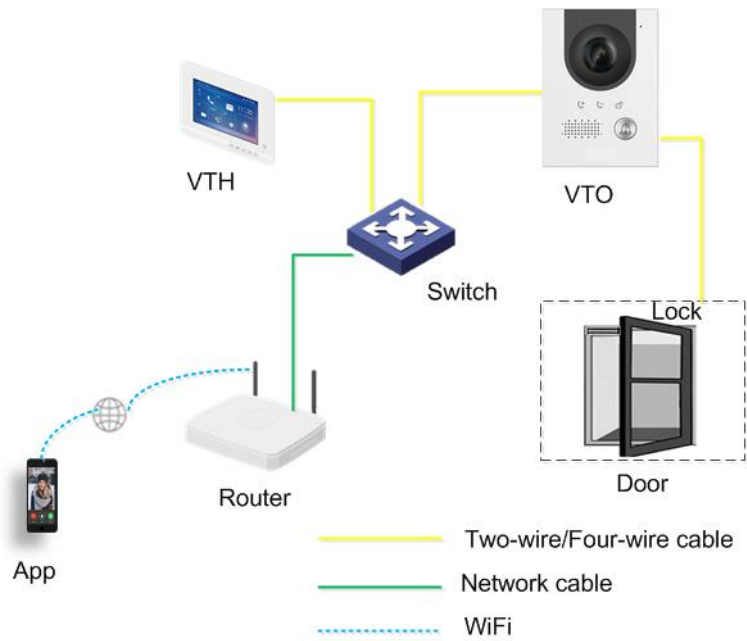 VTH
VTO
Switch
Lock
Router
Door
App
Two-wire/Four-wire cable
Network cable
WiFi